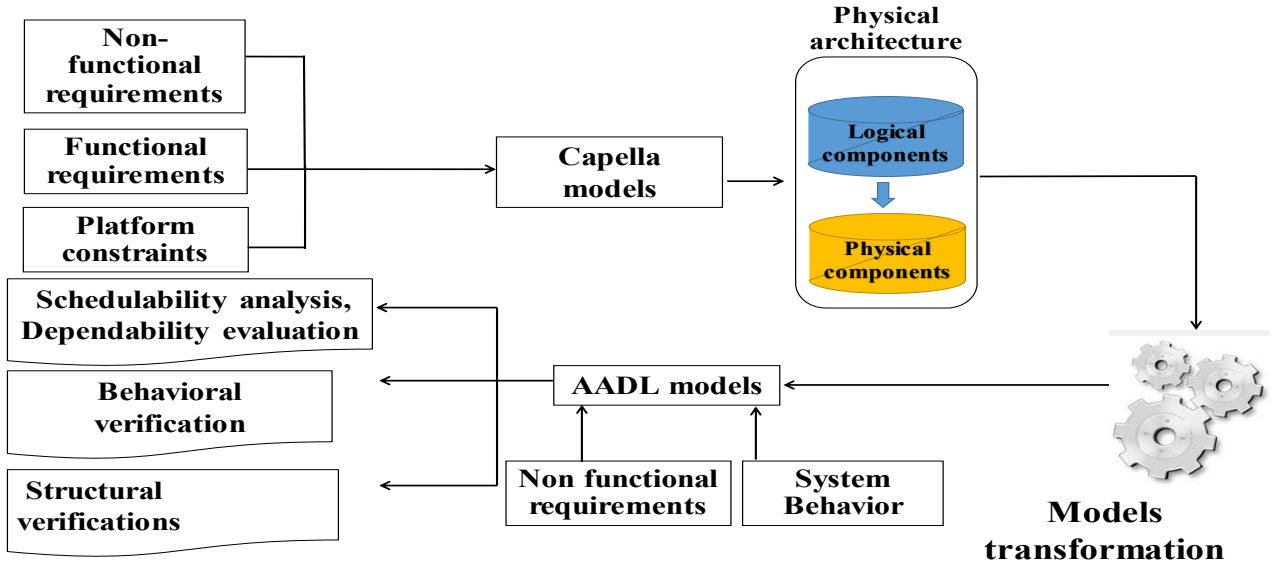 Non-
functional
requirements
Functional
requirements
Platform
constraints
Capella
models
Physical
architecture
Logical
components
Physical
components
Schedulability analysis,
Dependability evaluation
Behavioral
verification
Structural
verifications
AADL models
Non functional
requirements
System
Behavior
Models
transformation